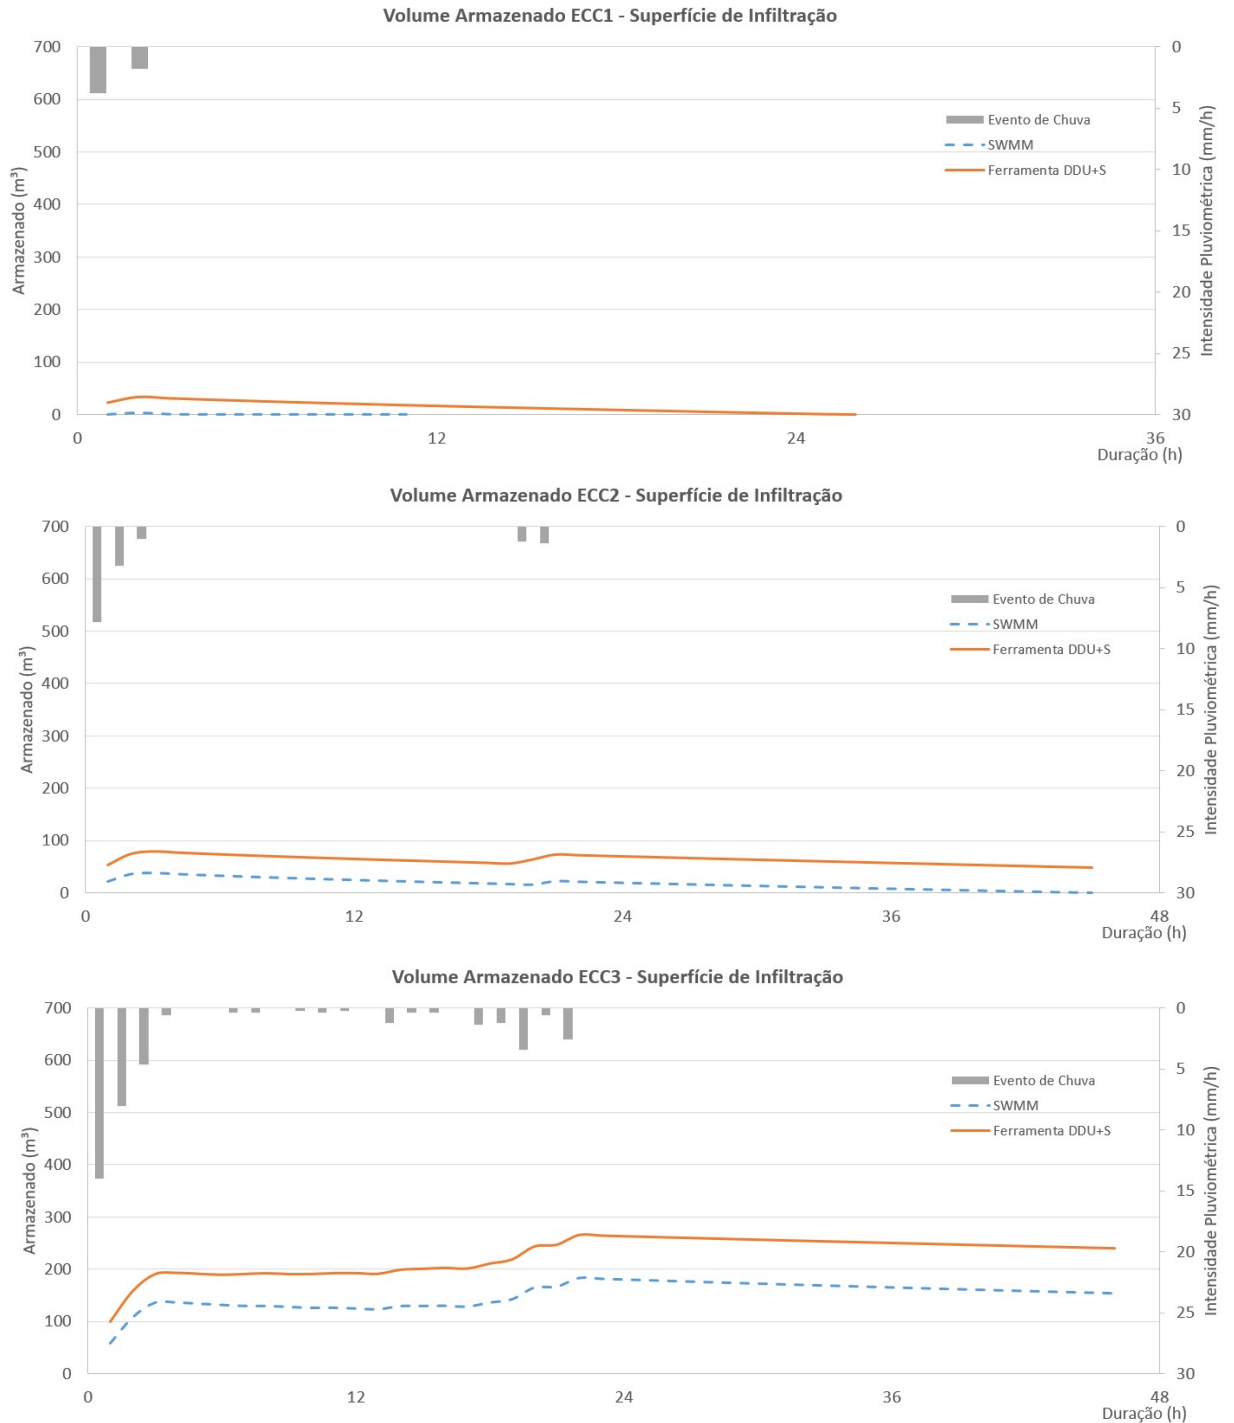 Volume Armazenado ECC1 - Superfície de Infiltração
700
600
500
400
300
200
100
0
Armazenado (m³)
0
5
10
15
20
25
30
Intensidade Pluviométrica (mm/h)
Evento de Chuva
SWMM
Ferramenta DDU+S
0
12
24
36
Duração (h)
Volume Armazenado ECC2 - Superfície de Infiltração
700
600
500
400
300
200
100
0
Armazenado (m³)
0
5
10
15
20
25
30
Intensidade Pluviométrica (mm/h)
Evento de Chuva
SWMM
Ferramenta DDU+S
0
12
24
36
48
Duração (h)
Volume Armazenado ECC3 - Superfície de Infiltração
700
600
500
400
300
200
100
0
Armazenado (m³)
0
5
10
15
20
25
30
Intensidade Pluviométrica (mm/h)
Evento de Chuva
SWMM
Ferramenta DDU+S
0
12
24
36
48
Duração (h)